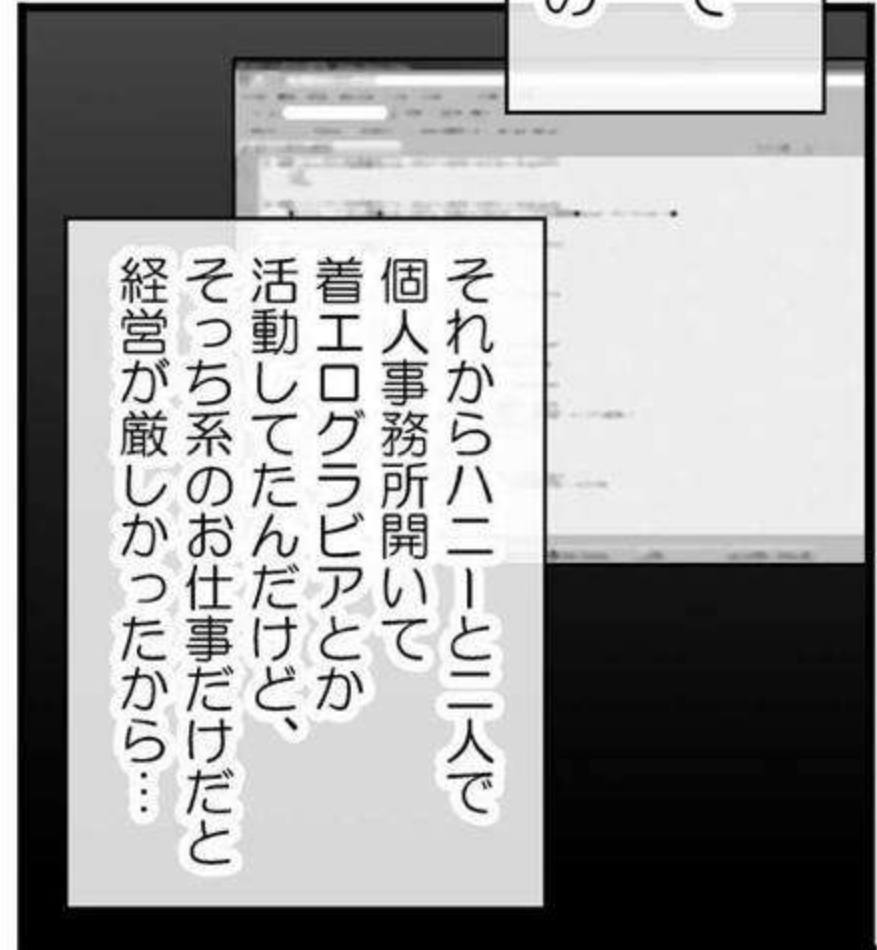 て
の
それからハニーと二人で
個人事務所開いて
着エログラビアとか
活動してたんだけど、
そっち系のお仕事だけだと
経営が厳しかったから…